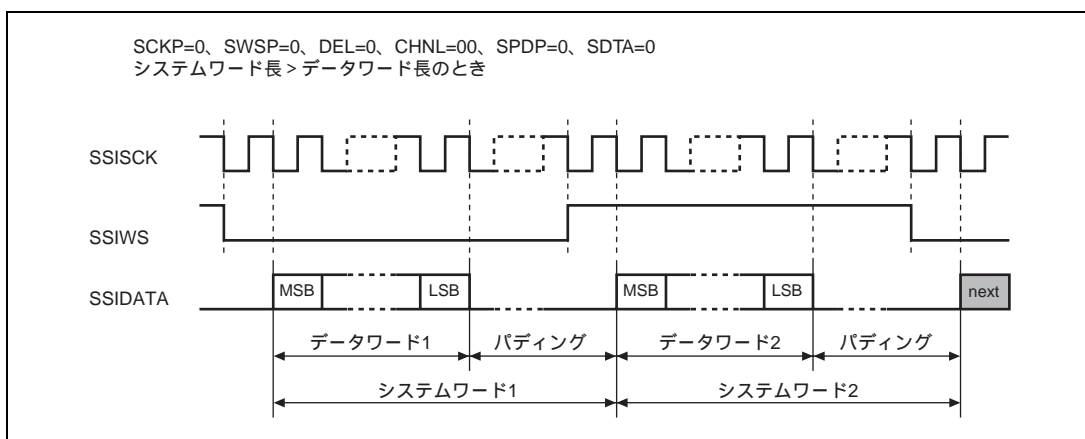 SCKP=0、SWSP=0、DEL=0、CHNL=00、SPDP=0、SDTA=0
システムワード長 > データワード長のとき
SSISCK
SSIWS
SSIDATA
MSB
LSB
MSB
LSB
next
データワード1
パディング
データワード2
パディング
システムワード1
システムワード2